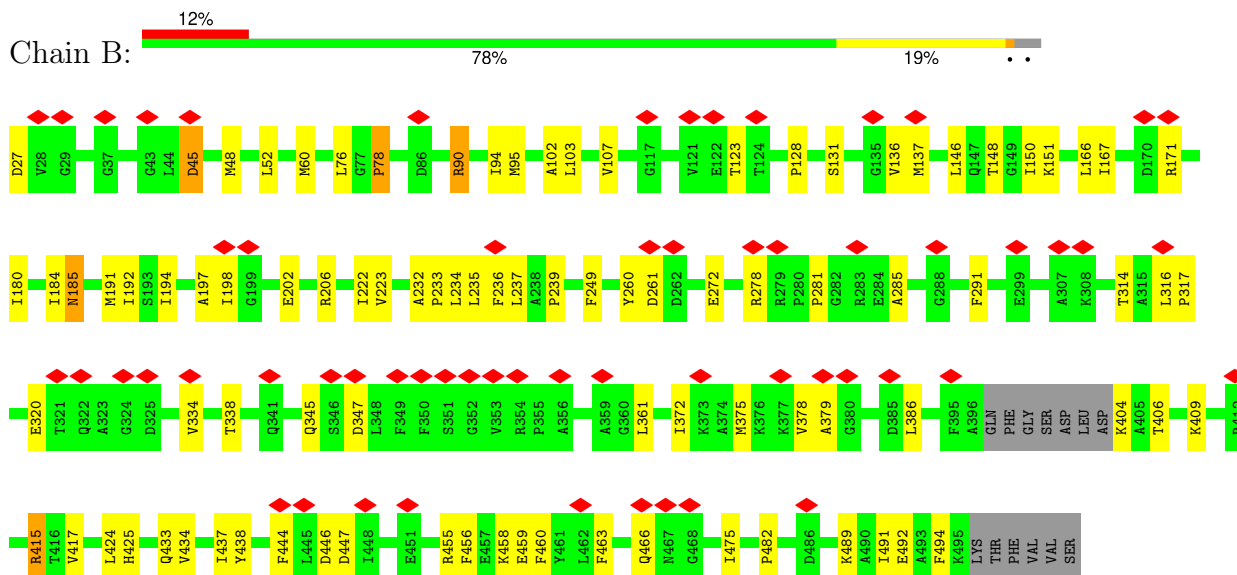 12%
Chain B:
78% 19% • •
D27 V28 G29 G37 G43 L44 D45 M48 L52 M60 L76 G77 P78 D86 R90 I94 M95 A102 L103 V107 G117 V121 E122 T123 T124 P128 S131 G135 V136 M137 L146 Q147 T148 G149 I150 K151 L166 I167 D170 R171
I180 I184 N185 M191 I192 S193 I194 A197 I198 G199 E202 R206 I222 V223 A232 P233 L234 L235 F236 L237 A238 P239 F249 Y260 D261 D262 E272 R278 R279 P280 P281 G282 R283 E284 A285 G288 F291 E299 A307 K308 T314 A315 L316 P317
E320 T321 Q322 A323 G324 D325 V334 T338 Q341 Q345 S346 D347 L348 F349 F350 S351 G352 V353 R354 P355 A356 A359 G360 L361 I372 K373 A374 M375 K376 K377 V378 A379 G380 D385 L386 F395 A396 GLN PHE GLY SER ASP LEU ASP K404 A405 T406 K409
R415 T416 V417 L424 H425 Q433 V434 I437 Y438 F444 L445 D446 D447 I448 E451 R455 F456 E457 K458 E459 F460 Y461 L462 F463 Q466 N467 G468 I475 P482 D486 K489 A490 I491 E492 A493 F494 K495 LYS THR PHE VAL VAL SER